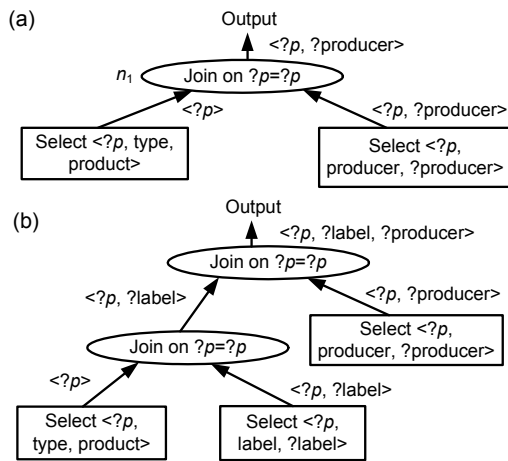 (a)
Output
<?p, ?producer>
n1
Join on ?p=?p
<?p>
<?p, ?producer>
Select <?p, type,
product>
Select <?p,
producer, ?producer>
(b)
Output
<?p, ?label, ?producer>
Join on ?p=?p
<?p, ?label>
<?p, ?producer>
Select <?p,
producer, ?producer>
Join on ?p=?p
<?p>
<?p, ?label>
Select <?p,
type, product>
Select <?p,
label, ?label>